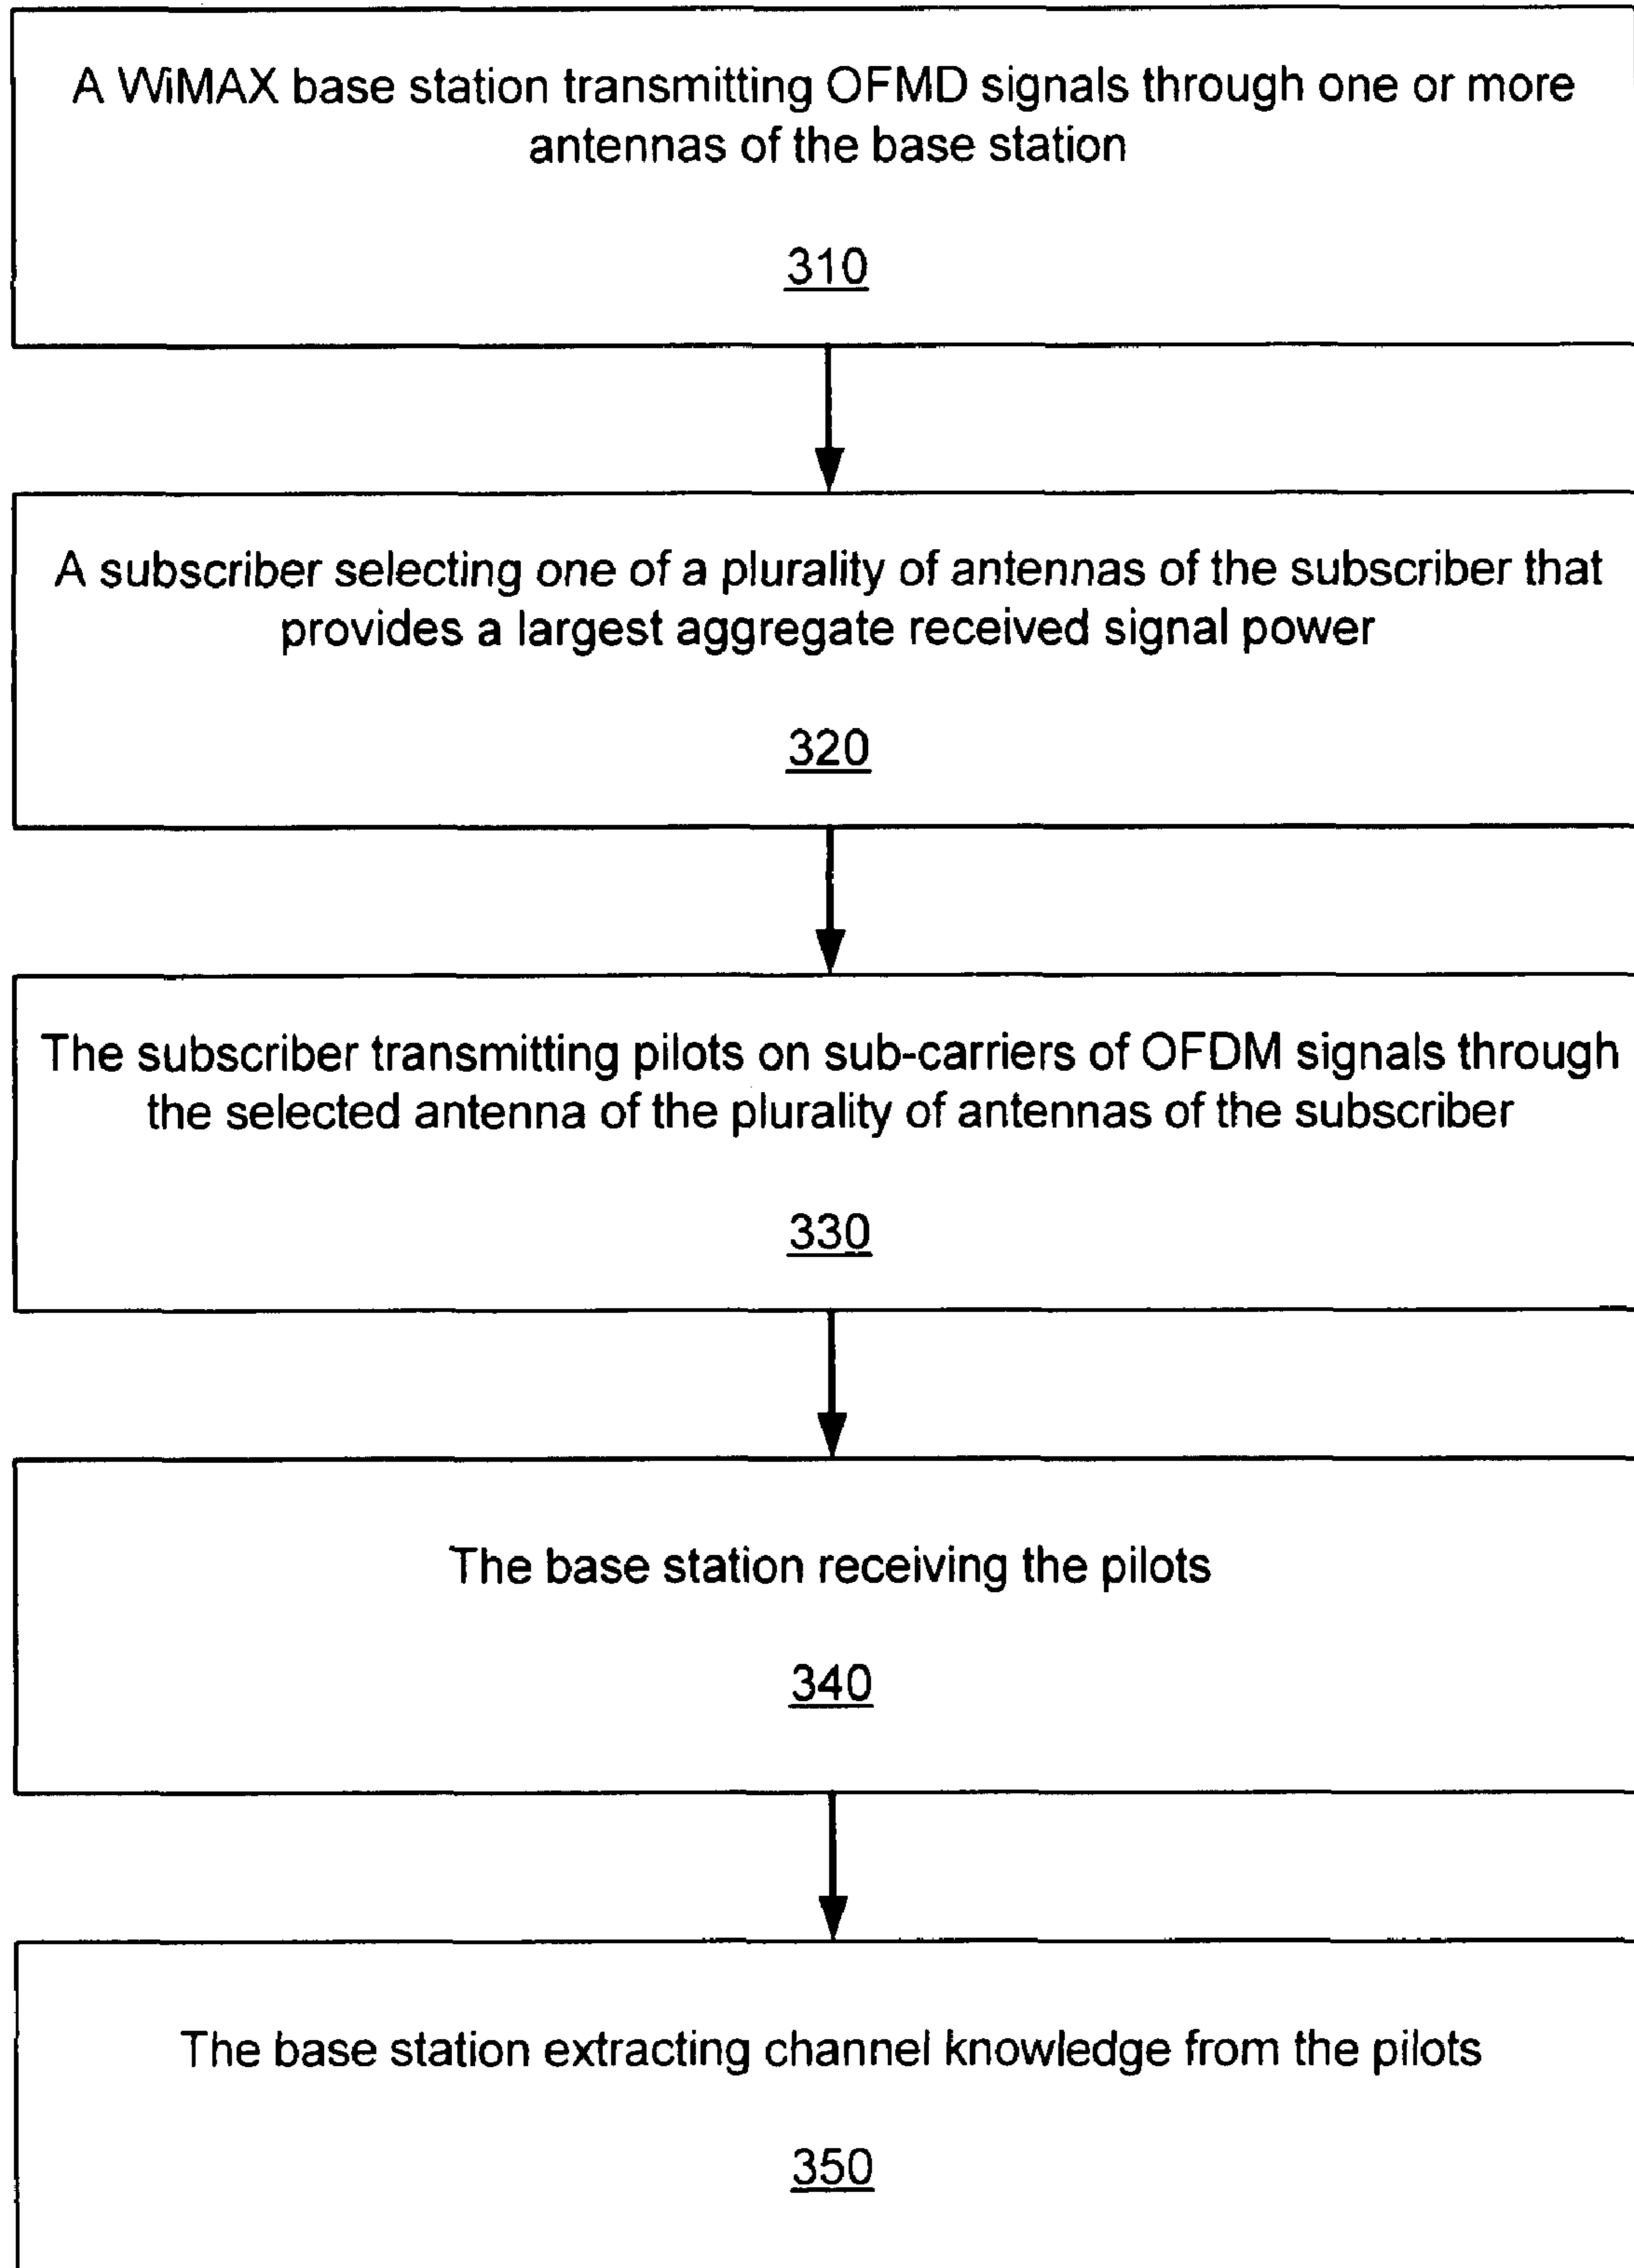 A WiMAX base station transmitting OFMD signals through one or more
antennas of the base station
310
A subscriber selecting one of a plurality of antennas of the subscriber that
provides a largest aggregate received signal power
320
The subscriber transmitting pilots on sub-carriers of OFDM signals through
the selected antenna of the plurality of antennas of the subscriber
330
The base station receiving the pilots
340
The base station extracting channel knowledge from the pilots
350